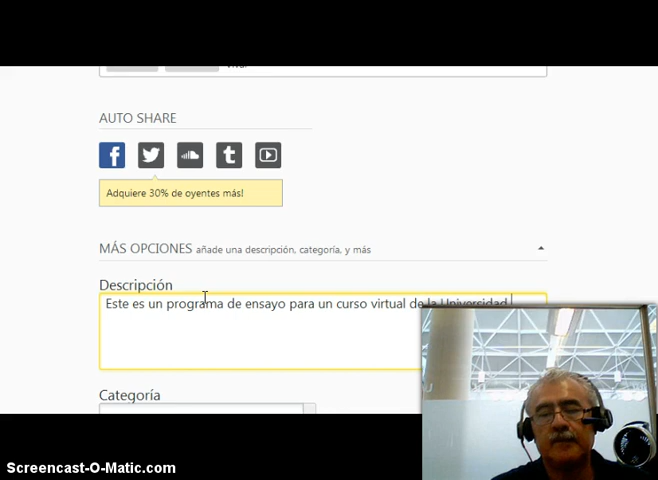 AUTO SHARE
Adquiere 30% de oyentes más!
MÁS OPCIONES añade una descripción, categoría, y más
Descripción
Este es un programa de ensayo para un curso virtual de la Universidad
Categoría
Screencast-O-Matic.com